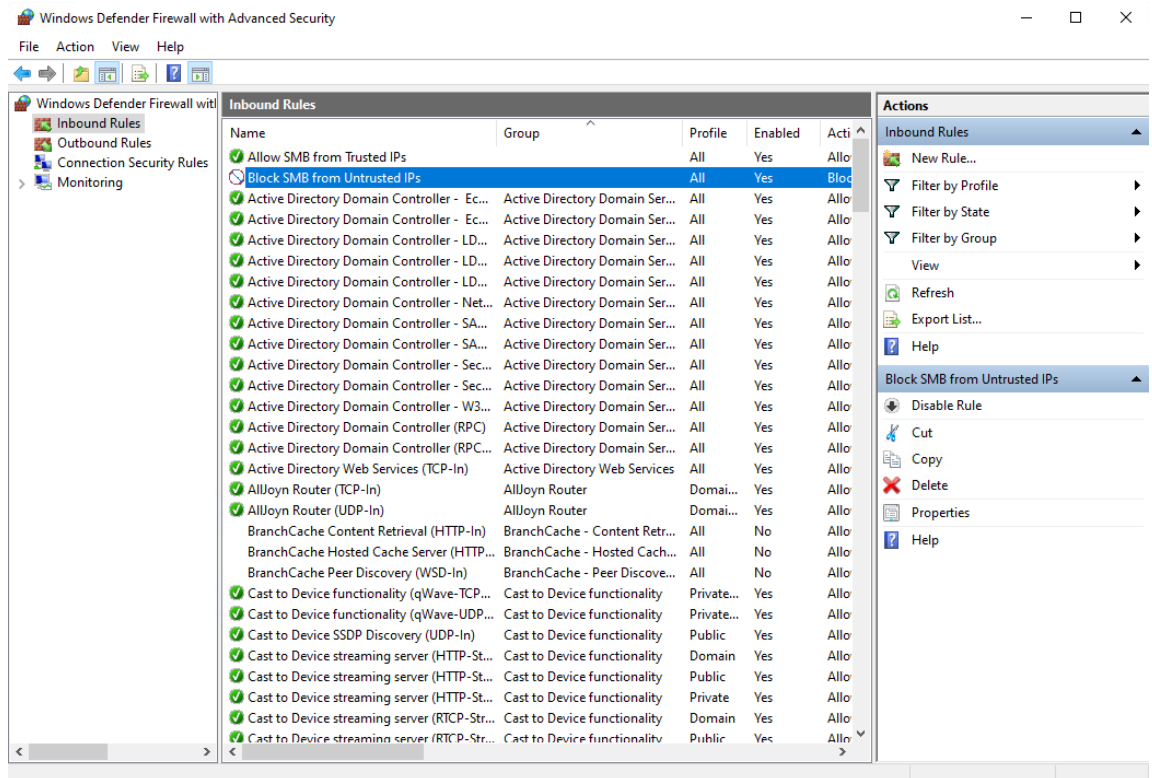 Windows Defender Firewall with Advanced Security
File Action View Help
Windows Defender Firewall witl
Inbound Rules
Outbound Rules
Connection Security Rules
Monitoring
Inbound Rules
Name Group Profile Enabled Acti
Allow SMB from Trusted IPs All Yes Allo
Block SMB from Untrusted IPs All Yes Bloc
Active Directory Domain Controller - Ec... Active Directory Domain Ser... All Yes Allo
Active Directory Domain Controller - Ec... Active Directory Domain Ser... All Yes Allo
Active Directory Domain Controller - LD... Active Directory Domain Ser... All Yes Allo
Active Directory Domain Controller - LD... Active Directory Domain Ser... All Yes Allo
Active Directory Domain Controller - LD... Active Directory Domain Ser... All Yes Allo
Active Directory Domain Controller - Net... Active Directory Domain Ser... All Yes Allo
Active Directory Domain Controller - SA... Active Directory Domain Ser... All Yes Allo
Active Directory Domain Controller - SA... Active Directory Domain Ser... All Yes Allo
Active Directory Domain Controller - Sec... Active Directory Domain Ser... All Yes Allo
Active Directory Domain Controller - Sec... Active Directory Domain Ser... All Yes Allo
Active Directory Domain Controller - W3... Active Directory Domain Ser... All Yes Allo
Active Directory Domain Controller (RPC) Active Directory Domain Ser... All Yes Allo
Active Directory Domain Controller (RPC... Active Directory Domain Ser... All Yes Allo
Active Directory Web Services (TCP-In) Active Directory Web Services All Yes Allo
AllJoyn Router (TCP-In) AllJoyn Router Domai... Yes Allo
AllJoyn Router (UDP-In) AllJoyn Router Domai... Yes Allo
BranchCache Content Retrieval (HTTP-In) BranchCache - Content Retr... All No Allo
BranchCache Hosted Cache Server (HTTP... BranchCache - Hosted Cach... All No Allo
BranchCache Peer Discovery (WSD-In) BranchCache - Peer Discove... All No Allo
Cast to Device functionality (qWave-TCP... Cast to Device functionality Private... Yes Allo
Cast to Device functionality (qWave-UDP... Cast to Device functionality Private... Yes Allo
Cast to Device SSDP Discovery (UDP-In) Cast to Device functionality Public Yes Allo
Cast to Device streaming server (HTTP-St... Cast to Device functionality Domain Yes Allo
Cast to Device streaming server (HTTP-St... Cast to Device functionality Public Yes Allo
Cast to Device streaming server (HTTP-St... Cast to Device functionality Private Yes Allo
Cast to Device streaming server (RTCP-Str... Cast to Device functionality Domain Yes Allo
Cast to Device streaming server (RTCP-Str... Cast to Device functionality Public Yes Allo
Actions
Inbound Rules
New Rule...
Filter by Profile
Filter by State
Filter by Group
View
Refresh
Export List...
Help
Block SMB from Untrusted IPs
Disable Rule
Cut
Copy
Delete
Properties
Help